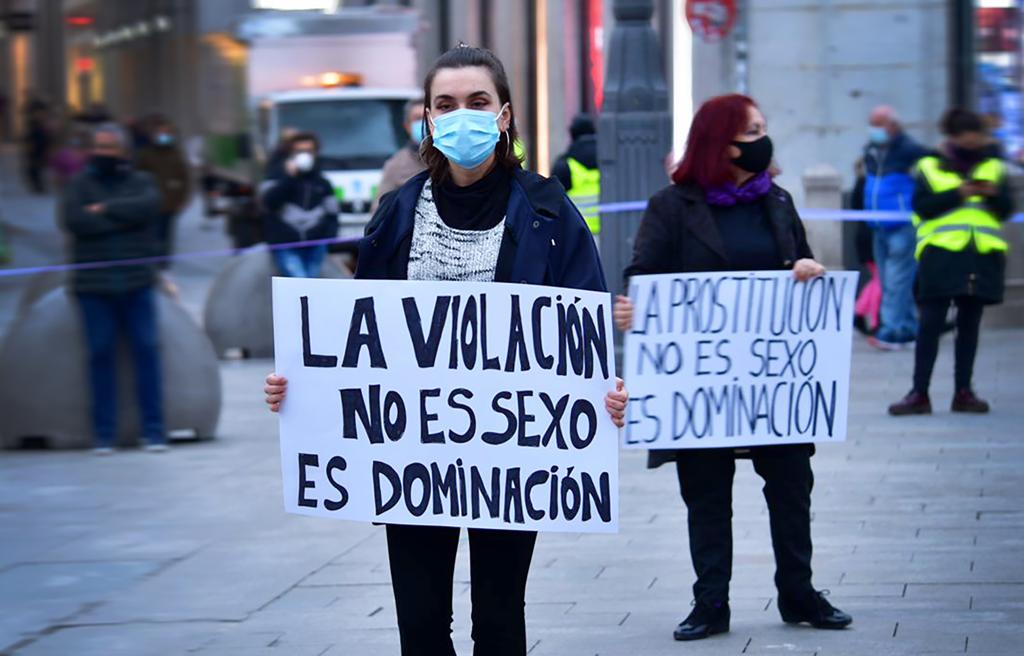 LA VIOLACIÓN
NO ES SEXO
ES DOMINACIÓN
LA PROSTITUCIÓN
NO ES SEXO
ES DOMINACIÓN